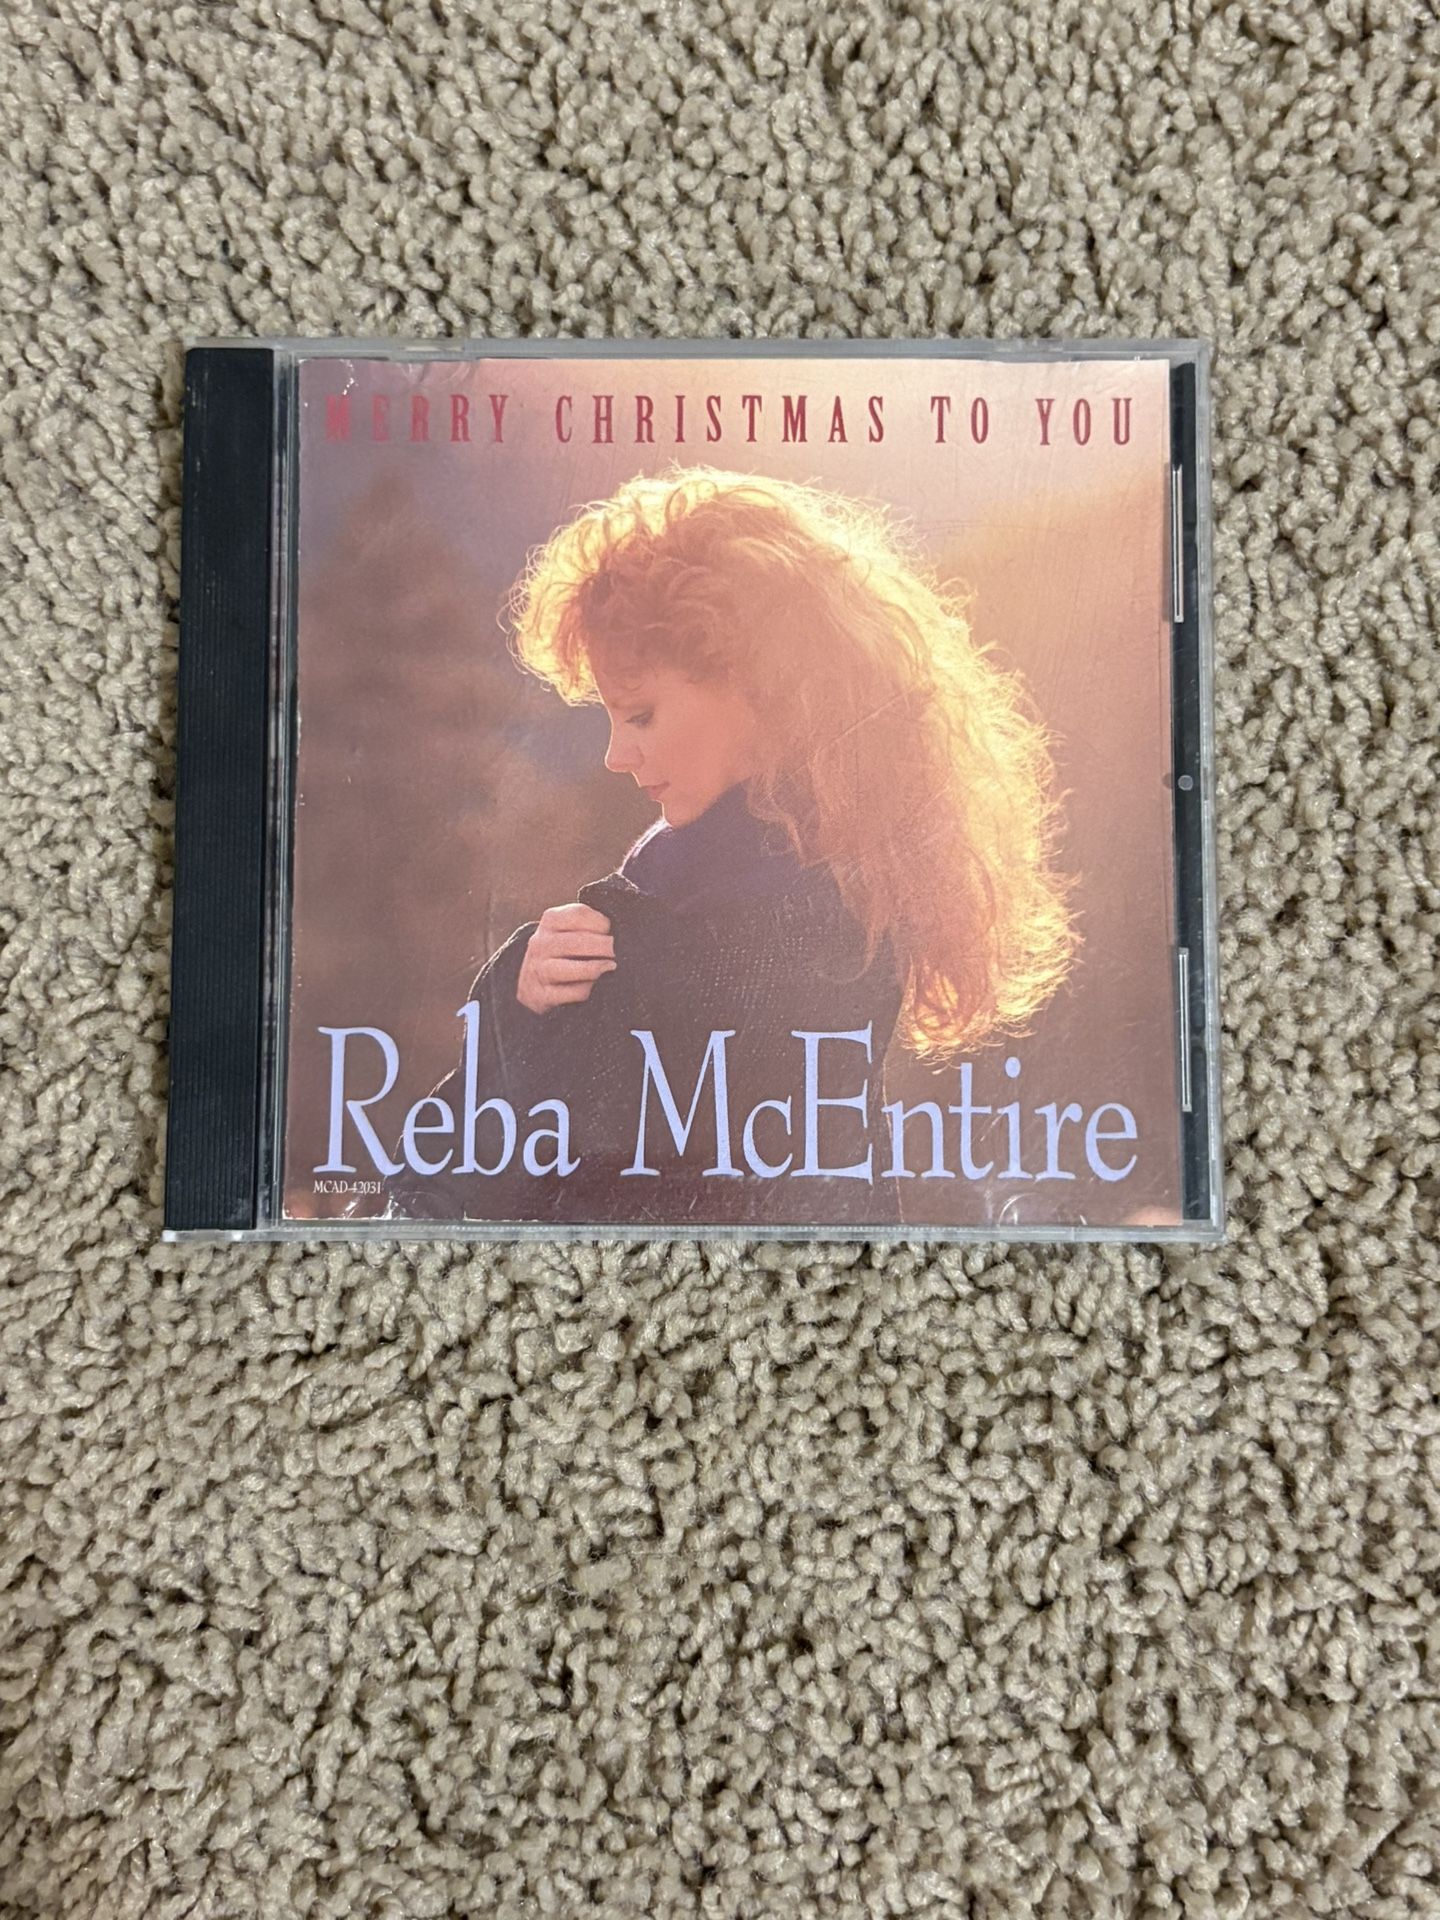 MERRY CHRISTMAS TO YOU
Reba McEntire
MCAD-42031